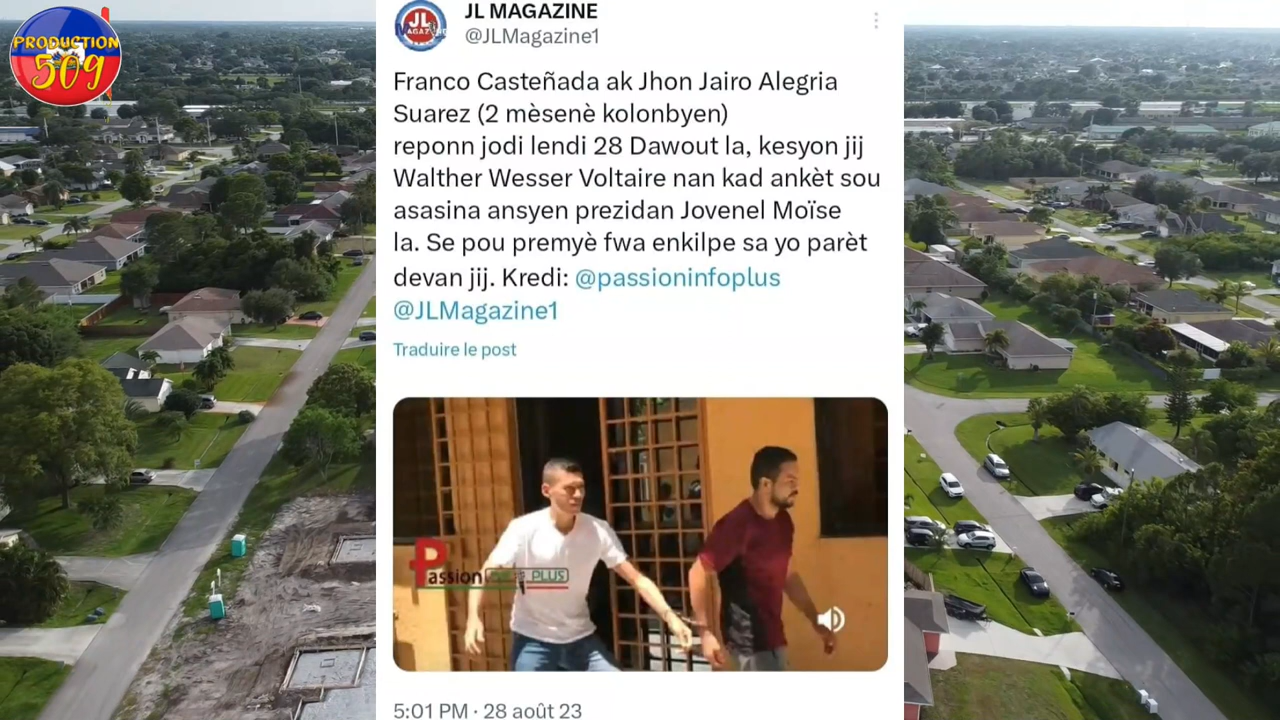 PRODUCTION
509
JL MAGAZINE
@JLMagazine1
JL
MAGAZINE
Franco Casteñada ak Jhon Jairo Alegria
Suarez (2 mèsenè kolonbyen)
reponn jodi lendi 28 Dawout la, kesyon jij
Walther Wesser Voltaire nan kad ankèt sou
asasina ansyen prezidan Jovenel Moïse
la. Se pou premyè fwa enkilpe sa yo parèt
devan jij. Kredi: @passioninfoplus
@JLMagazine1
Traduire le post
Passion
PLUS
5:01 PM · 28 août 23